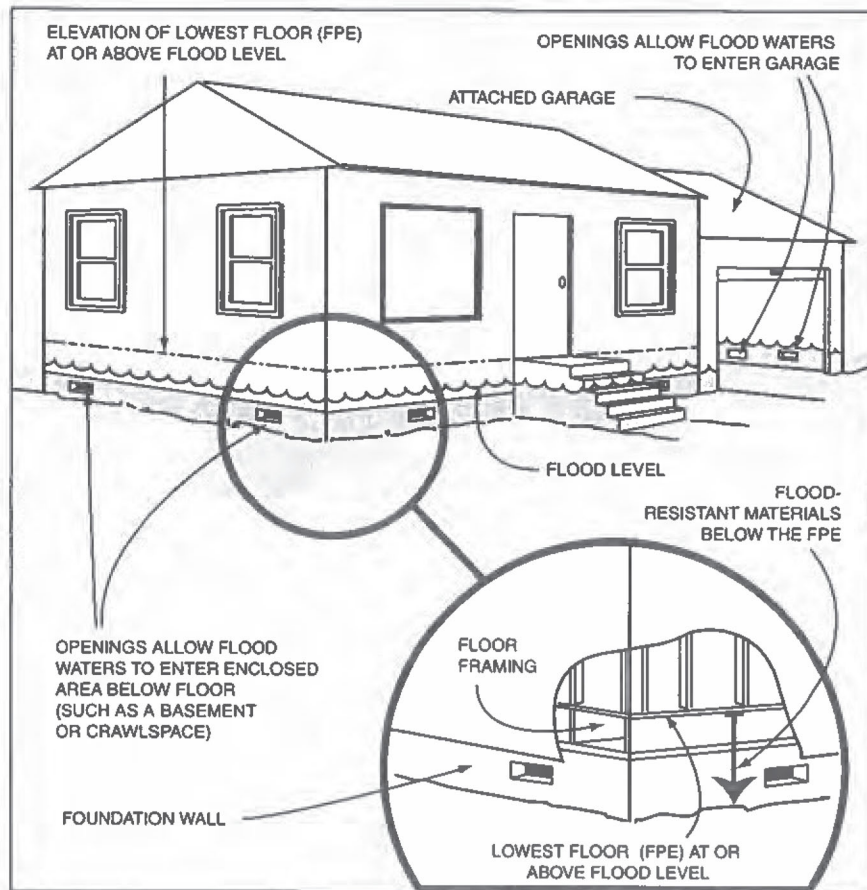 ELEVATION OF LOWEST FLOOR (FPE)
AT OR ABOVE FLOOD LEVEL
OPENINGS ALLOW FLOOD WATERS
TO ENTER GARAGE
ATTACHED GARAGE
FLOOD LEVEL
FLOOD-
RESISTANT MATERIALS
BELOW THE FPE
OPENINGS ALLOW FLOOD
WATERS TO ENTER ENCLOSED
AREA BELOW FLOOR
(SUCH AS A BASEMENT
OR CRAWLSPACE)
FLOOR
FRAMING
FOUNDATION WALL
LOWEST FLOOR (FPE) AT OR
ABOVE FLOOD LEVEL